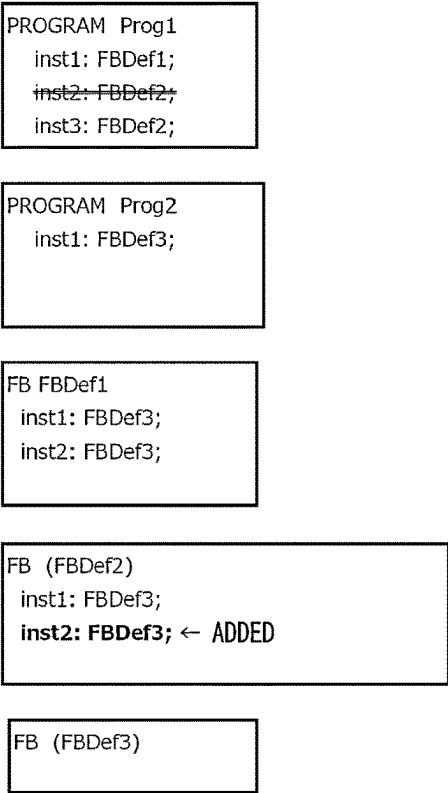 PROGRAM Prog1
inst1: FBDef1;
inst2: FBDef2;
inst3: FBDef2;
PROGRAM Prog2
inst1: FBDef3;
FB FBDef1
inst1: FBDef3;
inst2: FBDef3;
FB (FBDef2)
inst1: FBDef3;
inst2: FBDef3; ← ADDED
FB (FBDef3)